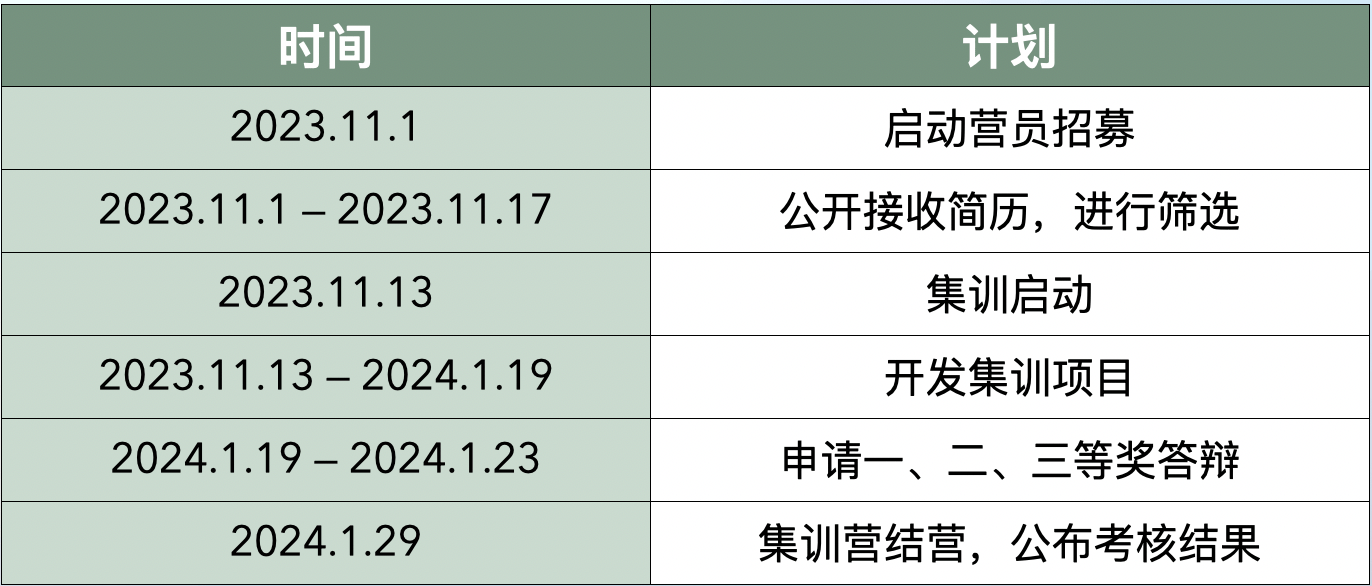 时间 计划
2023.11.1 启动营员招募
2023.11.1 – 2023.11.17 公开接收简历，进行筛选
2023.11.13 集训启动
2023.11.13 – 2024.1.19 开发集训项目
2024.1.19 – 2024.1.23 申请一、二、三等奖答辩
2024.1.29 集训营结营，公布考核结果